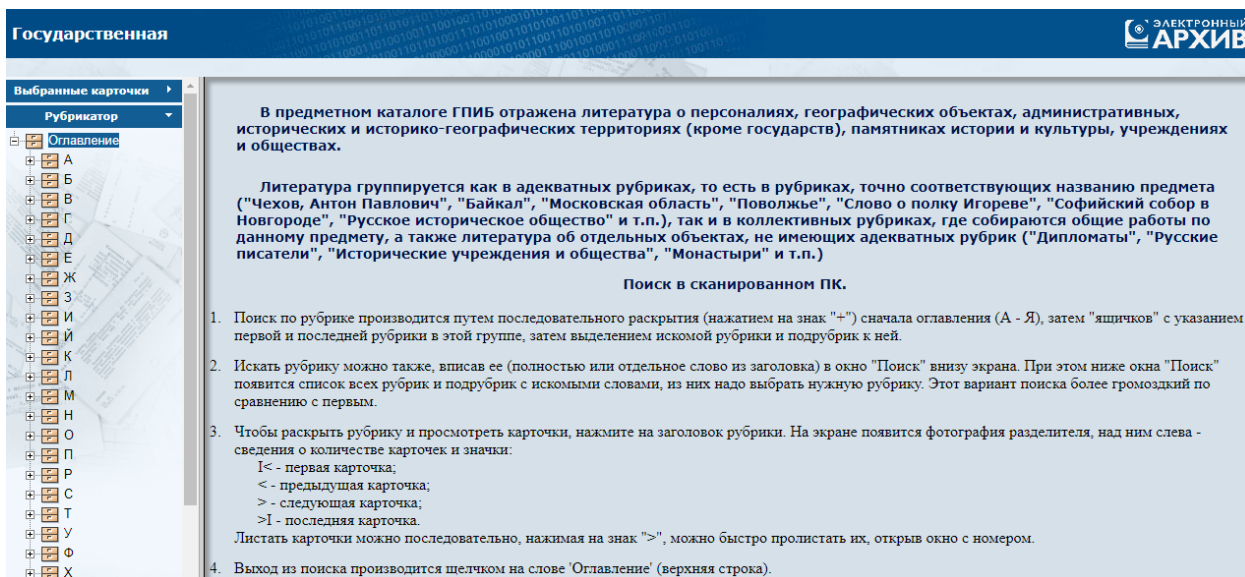 Государственная
ЭЛЕКТРОННЫЙ
АРХИВ
Выбранные карточки
Рубрикатор
Оглавление
А
Б
В
Г
Д
Е
Ж
З
И
Й
К
Л
М
Н
О
П
Р
С
Т
У
Ф
Х
В предметном каталоге ГПИБ отражена литература о персоналиях, географических объектах, административных,
исторических и историко-географических территориях (кроме государств), памятниках истории и культуры, учреждениях
и обществах.
Литература группируется как в адекватных рубриках, то есть в рубриках, точно соответствующих названию предмета
("Чехов, Антон Павлович", "Байкал", "Московская область", "Поволжье", "Слово о полку Игореве", "Софийский собор в
Новгороде", "Русское историческое общество" и т.п.), так и в коллективных рубриках, где собираются общие работы по
данному предмету, а также литература об отдельных объектах, не имеющих адекватных рубрик ("Дипломаты", "Русские
писатели", "Исторические учреждения и общества", "Монастыри" и т.п.)
Поиск в сканированном ПК.
1. Поиск по рубрике производится путем последовательного раскрытия (нажатием на знак "+") сначала оглавления (А - Я), затем "ящичков" с указанием
первой и последней рубрики в этой группе, затем выделением искомой рубрики и подрубрик к ней.
2. Искать рубрику можно также, вписав ее (полностью или отдельное слово из заголовка) в окно "Поиск" внизу экрана. При этом ниже окна "Поиск"
появится список всех рубрик и подрубрик с искомыми словами, из них надо выбрать нужную рубрику. Этот вариант поиска более громоздкий по
сравнению с первым.
3. Чтобы раскрыть рубрику и просмотреть карточки, нажмите на заголовок рубрики. На экране появится фотография разделителя, над ним слева -
сведения о количестве карточек и значки:
I< - первая карточка;
< - предыдущая карточка;
> - следующая карточка;
>I - последняя карточка.
Листать карточки можно последовательно, нажимая на знак ">", можно быстро пролистать их, открыв окно с номером.
4. Выход из поиска производится щелчком на слове 'Оглавление' (верхняя строка).